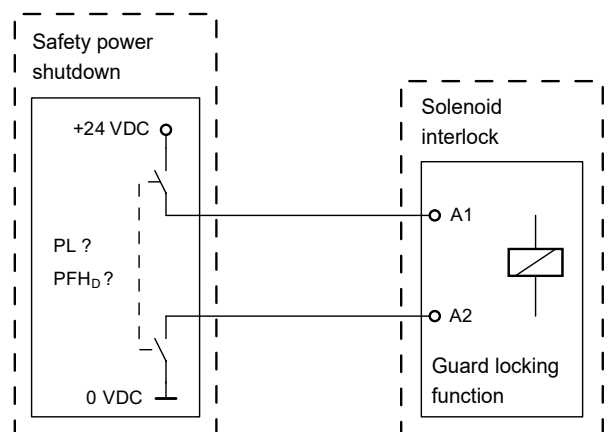 Safety power
shutdown
+24 VDC
PL ?
PFHD ?
0 VDC
Solenoid
interlock
A1
A2
Guard locking
function